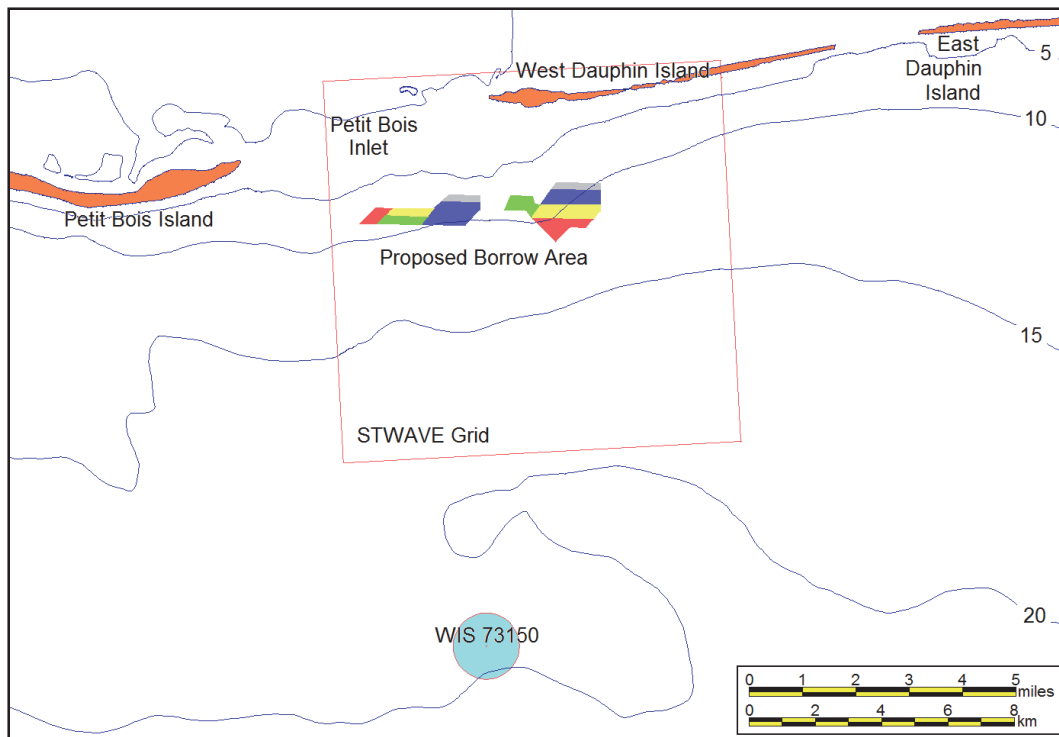 East
Dauphin
Island
5
West Dauphin Island
10
Petit Bois
Inlet
Petit Bois Island
Proposed Borrow Area
15
STWAVE Grid
20
WIS 73150
0 1 2 3 4 5
miles
0 2 4 6 8
km